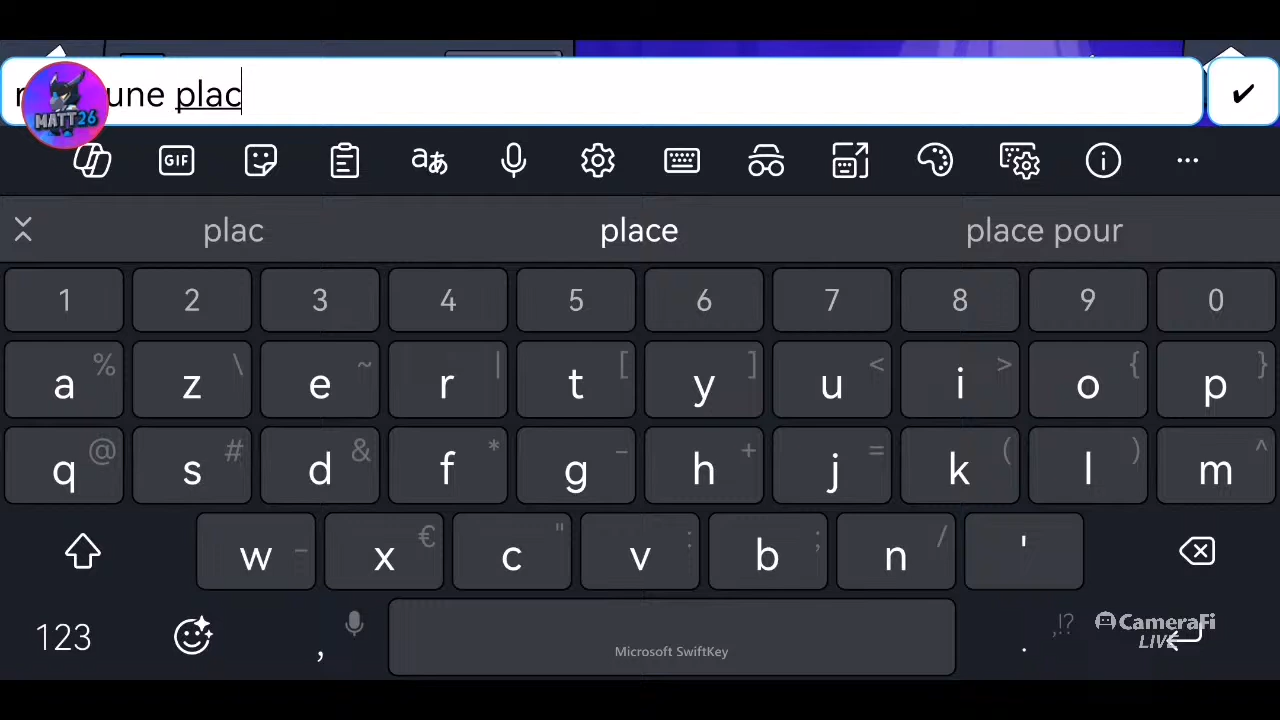 une plac
MATT26
GIF
plac place place pour
1 2 3 4 5 6 7 8 9 0
a % z \ e ~ r | t [ y ] u < i > o { p }
q @ s # d & f * g - h + j = k ( l ) m ^
w _ x € c " v : b ; n / '
123 , ,!? .
Microsoft SwiftKey
CameraFi
LIVE